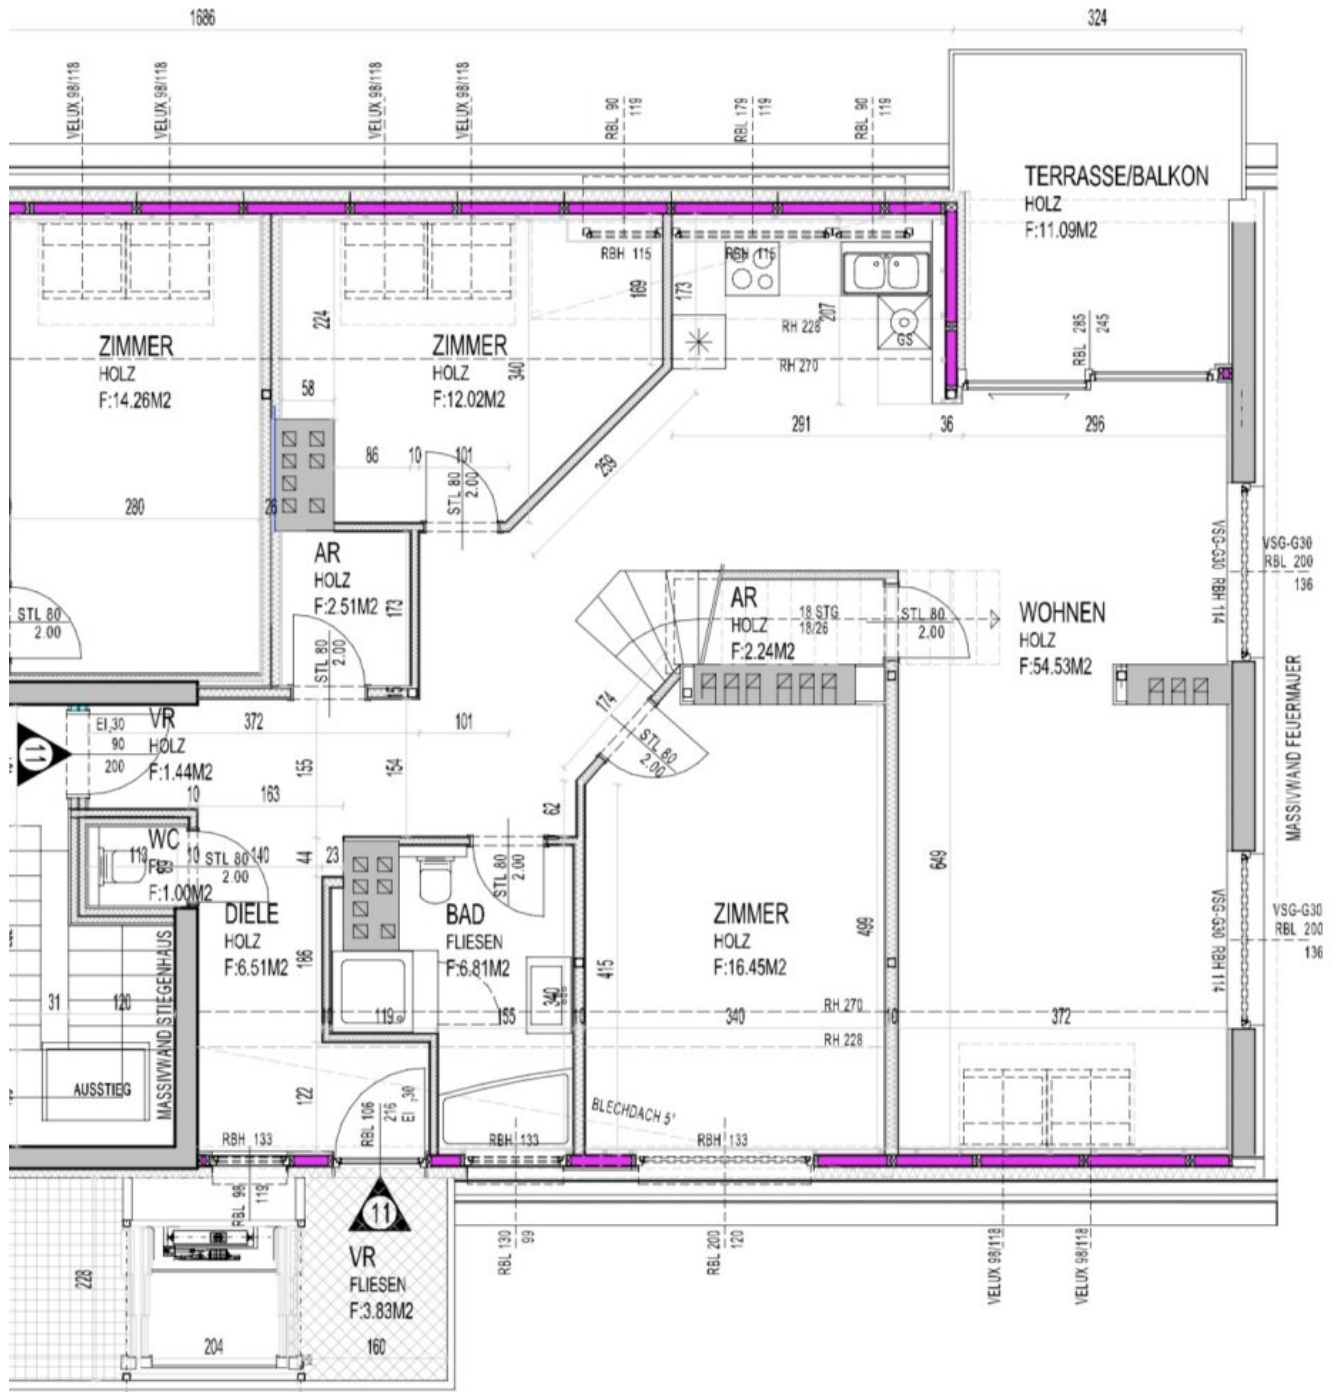 1686
324
VELUX 98/118
VELUX 98/118
VELUX 98/118
VELUX 98/118
RBL 90
119
RBL 179
119
RBL 90
119
TERRASSE/BALKON
HOLZ
F:11.09M2
RBH 115
RBH 115
169
173
207
224
340
RH 228
RH 270
GS
RBL 285
245
ZIMMER
HOLZ
F:14.26M2
ZIMMER
HOLZ
F:12.02M2
58
86
10
101
291
36
296
259
STL 80
2.00
280
26
AR
HOLZ
F:2.51M2
173
VSG-G30 RBH 114
VSG-G30
RBL 200
136
STL 80
2.00
STL 80
2.00
AR
HOLZ
F:2.24M2
18 STG
18/26
STL 80
2.00
WOHNEN
HOLZ
F:54.53M2
15
174
STL 80
2.00
MASSIVWAND FEUERMAUER
11
EI,30
90
200
VR
HOLZ
F:1.44M2
372
155
154
101
10
163
62
WC
F:1.00M2
113
10
STL 80
2.00
140
44
23
STL 80
2.00
649
DIELE
HOLZ
F:6.51M2
BAD
FLIESEN
F:6.81M2
ZIMMER
HOLZ
F:16.45M2
499
415
186
VSG-G30 RBH 114
VSG-G30
RBL 200
136
31
120
MASSIVWAND STIEGENHAUS
119
155
340
10
340
RH 270
10
372
RH 228
AUSSTIEG
122
RBL 106
216
EI ,30
BLECHDACH 5°
RBH 133
RBH 133
RBH 133
RBL 98
119
11
VR
FLIESEN
F:3.83M2
RBL 130
99
RBL 200
120
VELUX 98/118
VELUX 98/118
228
204
160